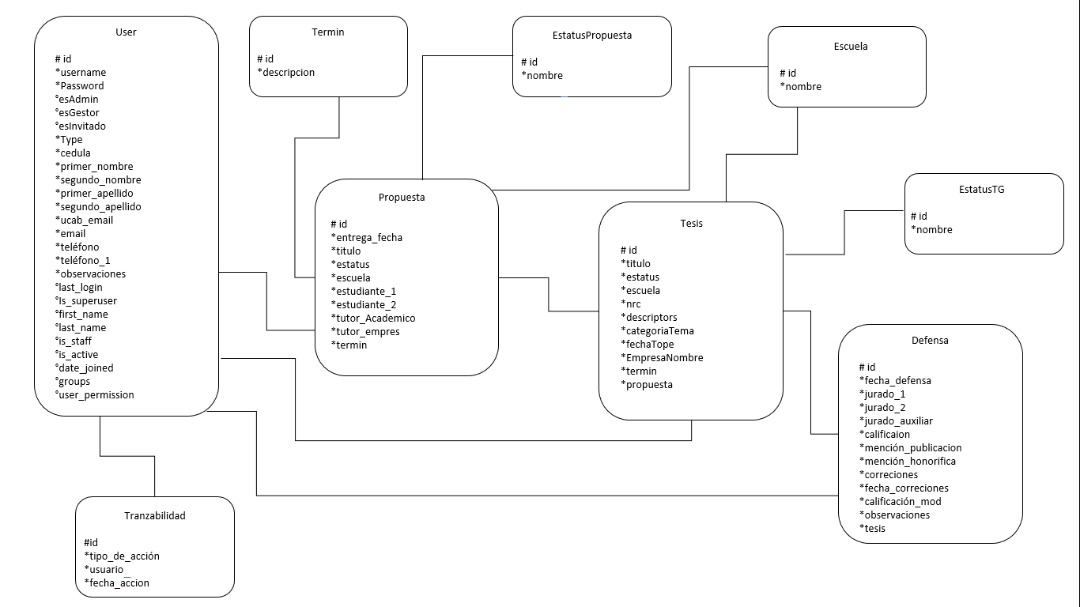 User
# id
*username
*Password
°esAdmin
°esGestor
°esInvitado
*Type
*cedula
*primer_nombre
*segundo_nombre
*primer_apellido
*segundo_apellido
*ucab_email
*email
*teléfono
*teléfono_1
*observaciones
°last_login
°Is_superuser
°first_name
°last_name
°is_staff
°is_active
°date_joined
°groups
°user_permission
Termin
# id
*descripcion
EstatusPropuesta
# id
*nombre
Escuela
# id
*nombre
Propuesta
# id
*entrega_fecha
*titulo
*estatus
*escuela
*estudiante_1
*estudiante_2
*tutor_Academico
*tutor_empres
*termin
Tesis
# id
*titulo
*estatus
*escuela
*nrc
*descriptors
*categoriaTema
*fechaTope
*EmpresaNombre
*termin
*propuesta
EstatusTG
# id
*nombre
Defensa
# id
*fecha_defensa
*jurado_1
*jurado_2
*jurado_auxiliar
*calificaion
*mención_publicacion
*mención_honorifica
*correciones
*fecha_correciones
*calificación_mod
*observaciones
*tesis
Tranzabilidad
#id
*tipo_de_acción
*usuario_
*fecha_accion